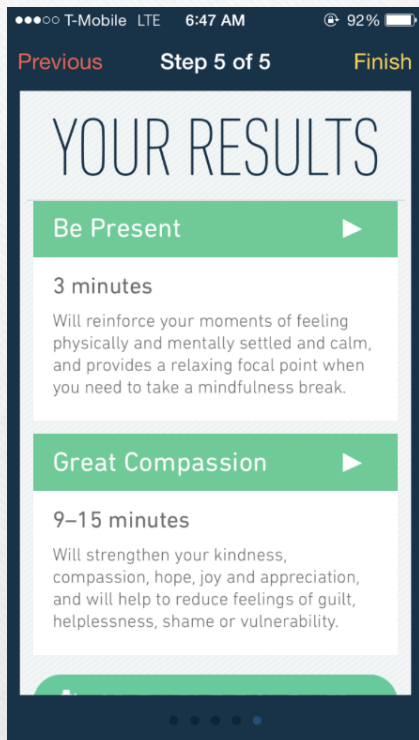 T-Mobile LTE 6:47 AM 92%
Previous Step 5 of 5 Finish
YOUR RESULTS
Be Present
3 minutes
Will reinforce your moments of feeling
physically and mentally settled and calm,
and provides a relaxing focal point when
you need to take a mindfulness break.
Great Compassion
9–15 minutes
Will strengthen your kindness,
compassion, hope, joy and appreciation,
and will help to reduce feelings of guilt,
helplessness, shame or vulnerability.